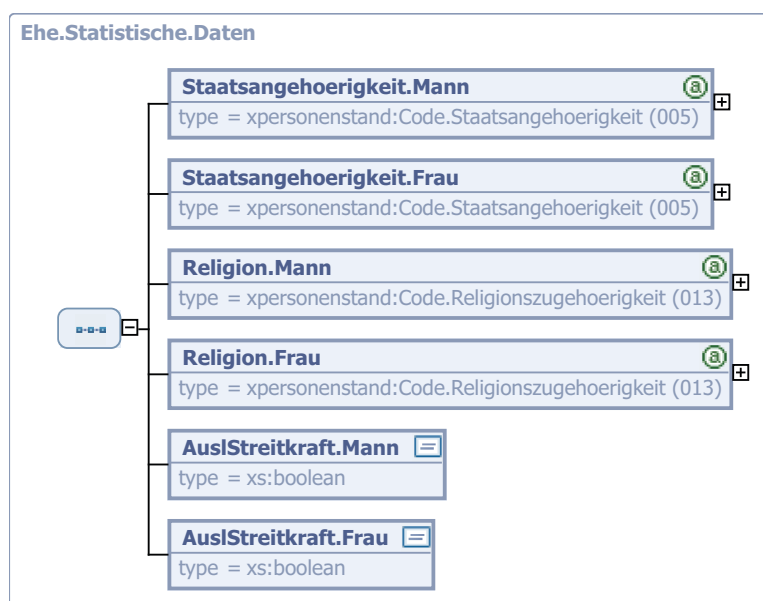 Ehe.Statistische.Daten
Staatsangehoerigkeit.Mann
type = xpersonenstand:Code.Staatsangehoerigkeit (005)
Staatsangehoerigkeit.Frau
type = xpersonenstand:Code.Staatsangehoerigkeit (005)
Religion.Mann
type = xpersonenstand:Code.Religionszugehoerigkeit (013)
Religion.Frau
type = xpersonenstand:Code.Religionszugehoerigkeit (013)
AuslStreitkraft.Mann
type = xs:boolean
AuslStreitkraft.Frau
type = xs:boolean